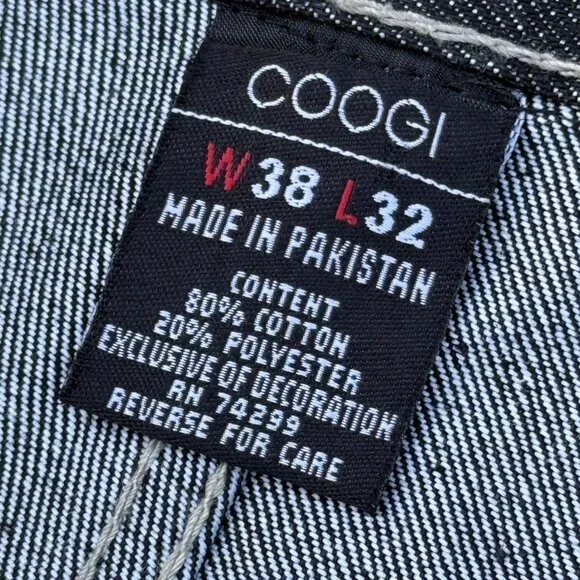 COOGI
W38 L32
MADE IN PAKISTAN
CONTENT
80% COTTON
20% POLYESTER
EXCLUSIVE OF DECORATION
RN 74299
REVERSE FOR CARE